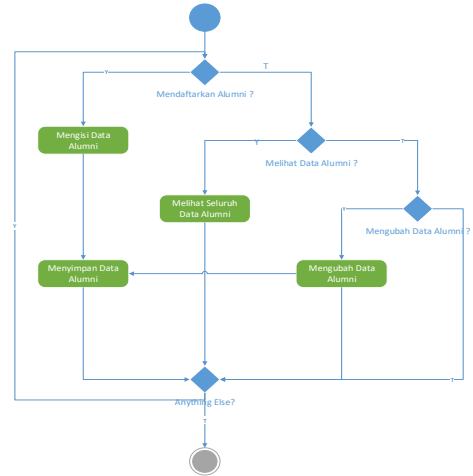 Y
T
Mendaftarkan Alumni ?
Mengisi Data
Alumni
Y
T
Melihat Data Alumni ?
Melihat Seluruh
Data Alumni
Y
Mengubah Data Alumni ?
Y
Menyimpan Data
Alumni
Mengubah Data
Alumni
T
Anything Else?
T